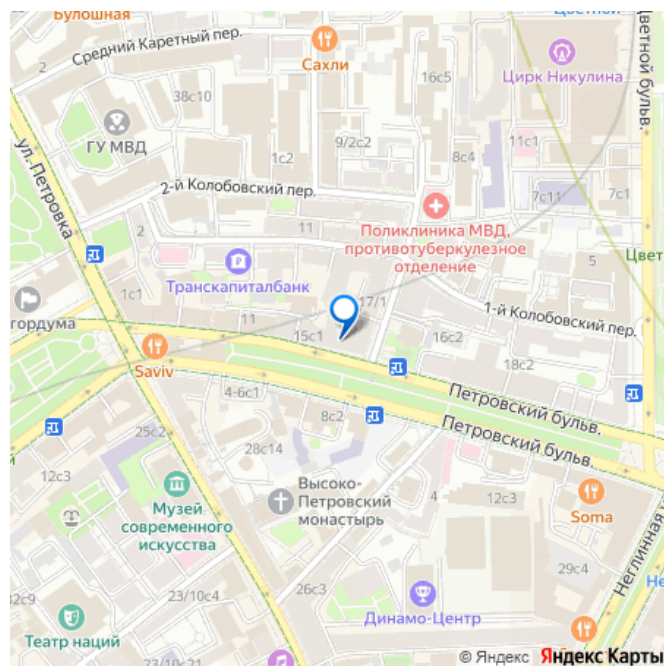 Булошная
Цветной
Средний Каретный пер.
2
Сахли
16с5
Цирк Никулина
Цветной бульв.
38с10
ГУ МВД
9/2с2
11с1
1с2
8с4
ул. Петровка
2-й Колобовский пер.
7с11
7с1
Поликлиника МВД,
противотуберкулезное
отделение
2
11
Цвет
5
Транскапиталбанк
1с1
17/1
1-й Колобовский пер.
гордума
11
15с1
16с2
18с2
Saviv
4-6с1
Петровский бульв.
8с2
25с2
Петровский бульв.
28с14
12с3
Высоко-
Петровский
монастырь
4
12с3
Музей
современного
искусства
Soma
Неглинная
26с3
29с4
23/10с4
Динамо-Центр
Театр наций
23/10с21
© Яндекс Яндекс Карты